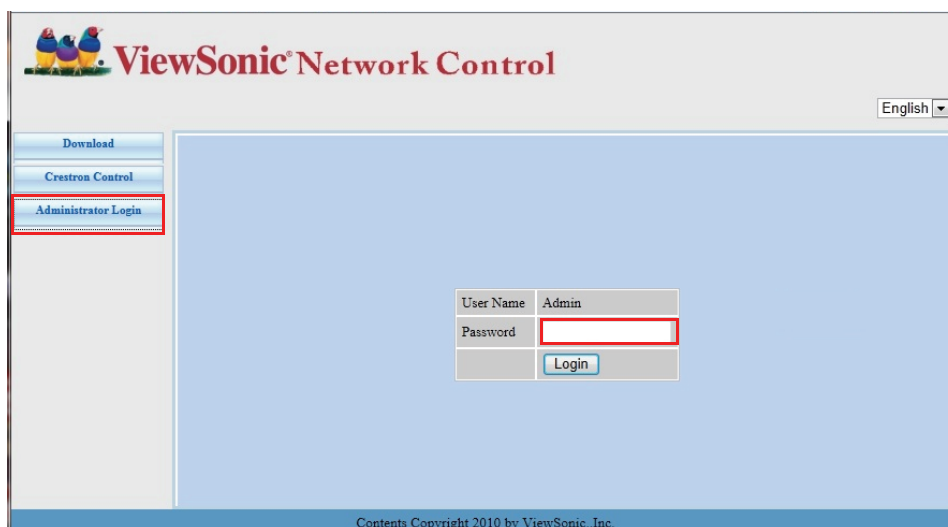 ViewSonic® Network Control
English
Download
Crestron Control
Administrator Login
User Name Admin
Password
Login
Contents Copyright 2010 by ViewSonic .Inc.